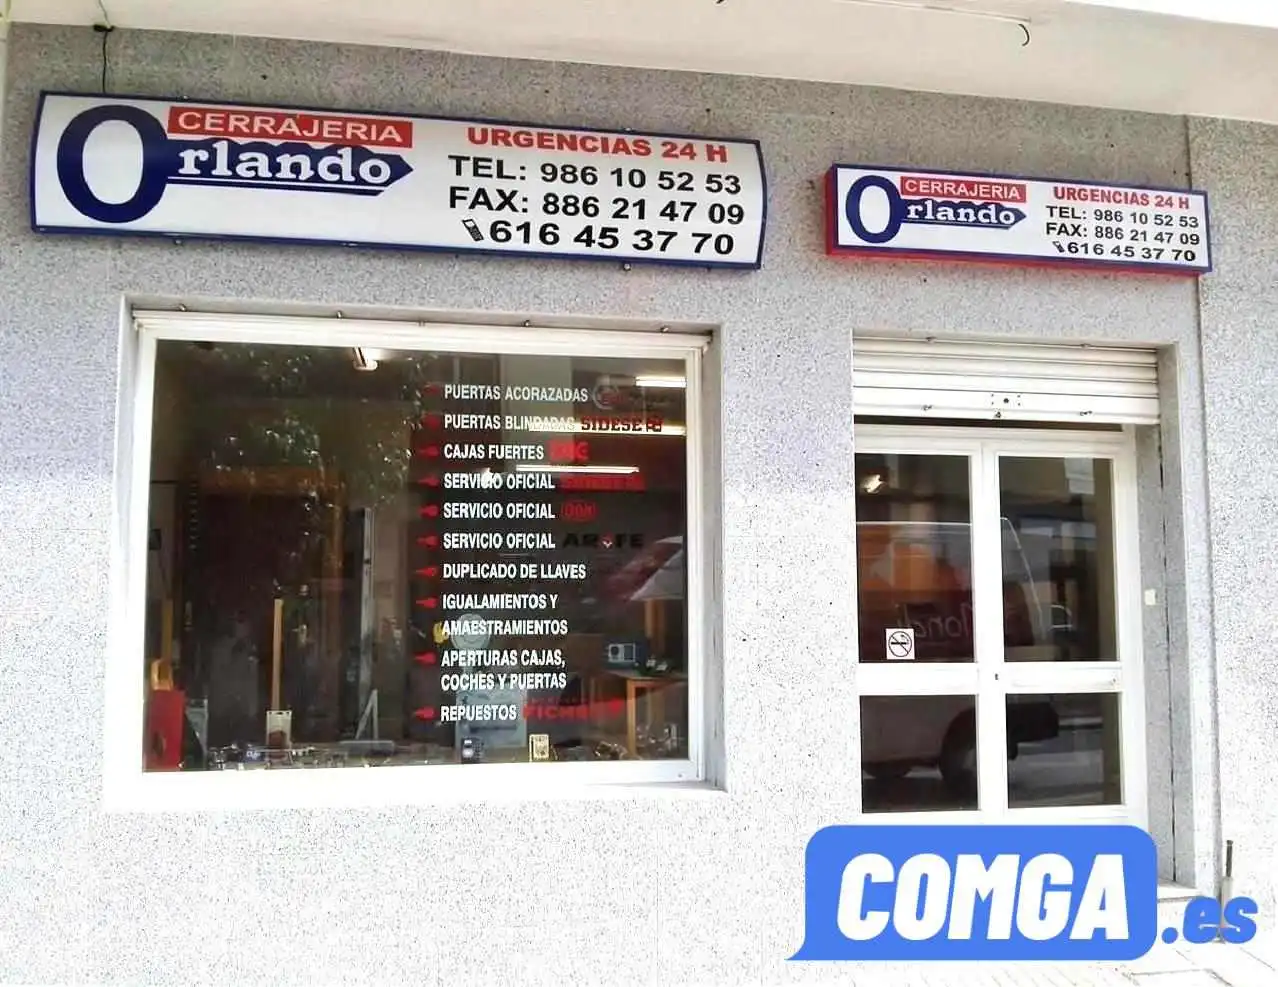 CERRAJERIA
Orlando
URGENCIAS 24 H
TEL: 986 10 52 53
FAX: 886 21 47 09
616 45 37 70
CERRAJERIA
Orlando
URGENCIAS 24 H
TEL: 986 10 52 53
FAX: 886 21 47 09
616 45 37 70
PUERTAS ACORAZADAS
PUERTAS BLINDADAS SIDESE
CAJAS FUERTES
SERVICIO OFICIAL
SERVICIO OFICIAL
SERVICIO OFICIAL ARFE
DUPLICADO DE LLAVES
IGUALAMIENTOS Y
AMAESTRAMIENTOS
APERTURAS CAJAS,
COCHES Y PUERTAS
REPUESTOS FICHET
COMGA.es